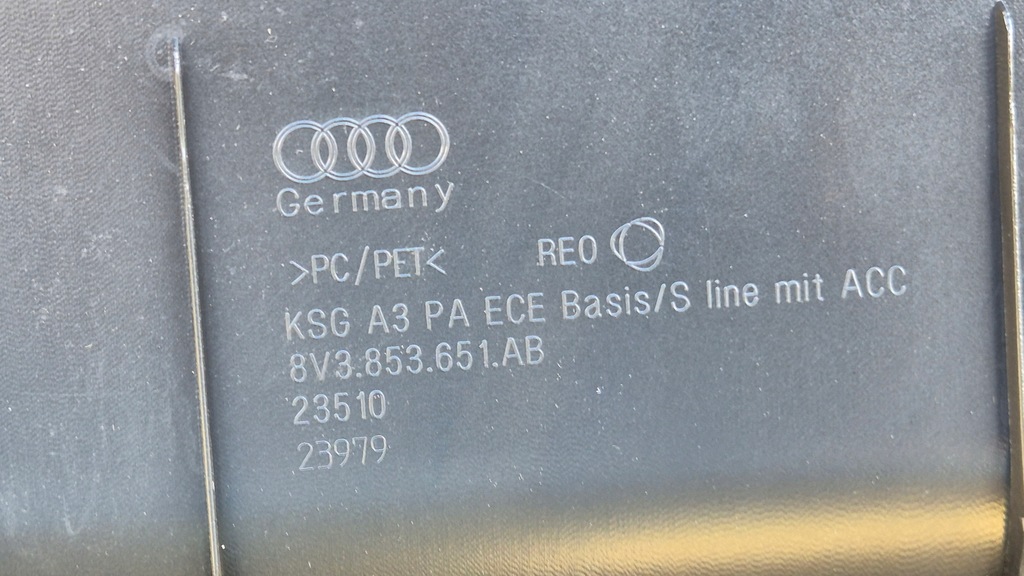 Germany
>PC/PET< REO
KSG A3 PA ECE Basis/S line mit ACC
8V3.853.651.AB
23510
23979